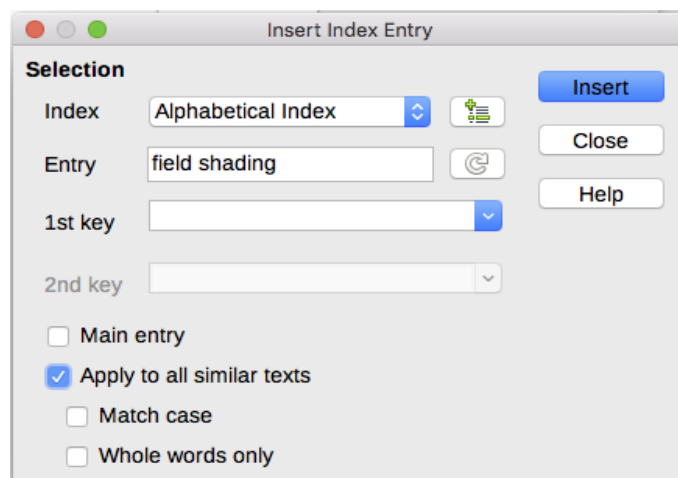 Insert Index Entry
Selection
Index Alphabetical Index
Insert
Entry field shading
Close
1st key
Help
2nd key
Main entry
Apply to all similar texts
Match case
Whole words only